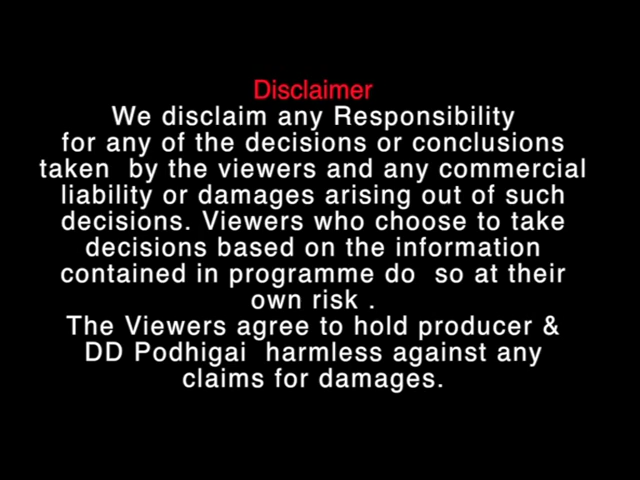 Disclaimer
We disclaim any Responsibility
for any of the decisions or conclusions
taken  by the viewers and any commercial
liability or damages arising out of such
decisions. Viewers who choose to take
decisions based on the information
contained in programme do  so at their
own risk .
The Viewers agree to hold producer &
DD Podhigai  harmless against any
claims for damages.